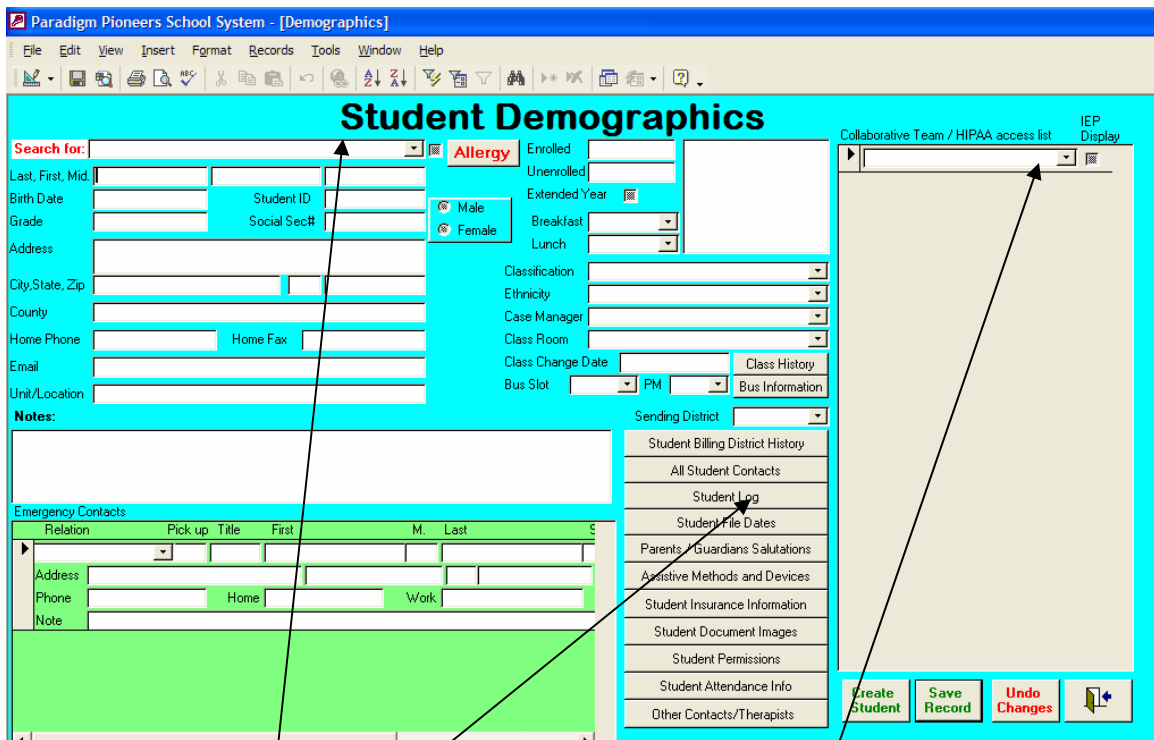 Paradigm Pioneers School System - [Demographics]
File Edit View Insert Format Records Tools Window Help
Student Demographics
Search for:
Allergy
Last, First, Mid.
Birth Date Student ID
Grade Social Sec#
Male
Female
Address
City,State, Zip
County
Home Phone Home Fax
Email
Unit/Location
Notes:
Enrolled
Unenrolled
Extended Year
Breakfast
Lunch
Classification
Ethnicity
Case Manager
Class Room
Class Change Date Class History
Bus Slot PM Bus Information
Sending District
Student Billing District History
All Student Contacts
Student Log
Student File Dates
Parents / Guardians Salutations
Assistive Methods and Devices
Student Insurance Information
Student Document Images
Student Permissions
Student Attendance Info
Other Contacts/Therapists
Emergency Contacts
Relation Pick up Title First M. Last S
Address
Phone Home Work
Note
Collaborative Team / HIPAA access list
IEP
Display
Create
Student
Save
Record
Undo
Changes